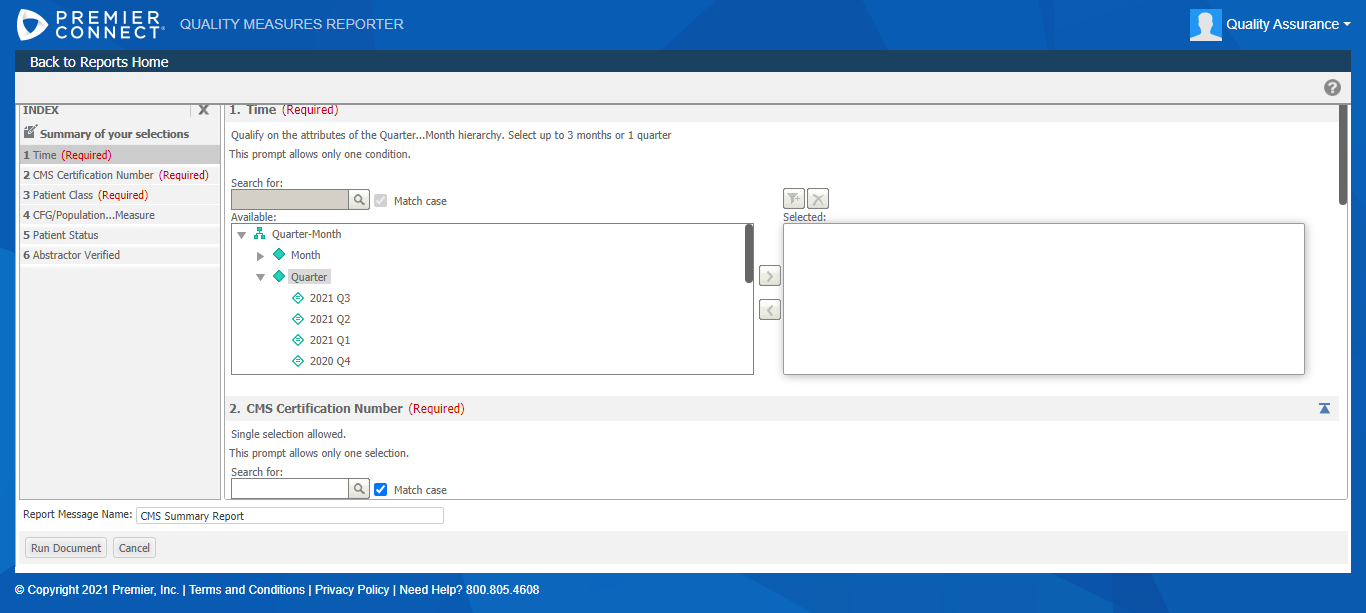 PREMIER CONNECT® QUALITY MEASURES REPORTER
Quality Assurance
Back to Reports Home
?
INDEX X
Summary of your selections
1 Time (Required)
2 CMS Certification Number (Required)
3 Patient Class (Required)
4 CFG/Population...Measure
5 Patient Status
6 Abstractor Verified
1. Time (Required)
Qualify on the attributes of the Quarter...Month hierarchy. Select up to 3 months or 1 quarter
This prompt allows only one condition.
Search for:
Match case
Available:
Quarter-Month
Month
Quarter
2021 Q3
2021 Q2
2021 Q1
2020 Q4
Selected:
2. CMS Certification Number (Required)
Single selection allowed.
This prompt allows only one selection.
Search for:
Match case
Report Message Name: CMS Summary Report
Run Document Cancel
© Copyright 2021 Premier, Inc. | Terms and Conditions | Privacy Policy | Need Help? 800.805.4608